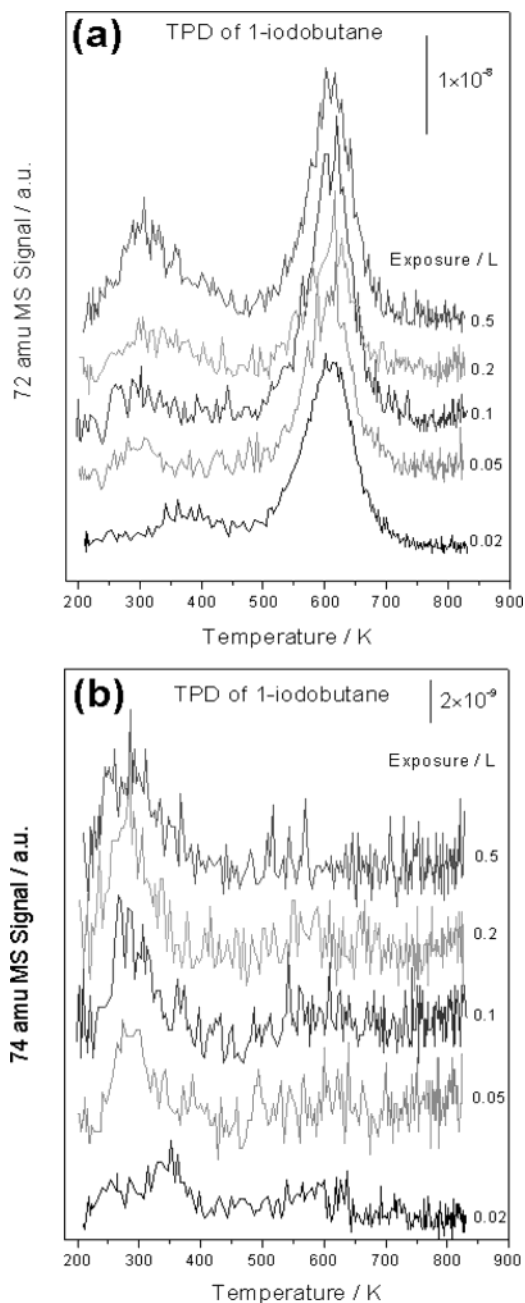 (a)
TPD of 1-iodobutane
1×10⁻⁸
72 amu MS Signal / a.u.
Exposure / L
0.5
0.2
0.1
0.05
0.02
200 300 400 500 600 700 800 900
Temperature / K
(b)
TPD of 1-iodobutane
2×10⁻⁹
74 amu MS Signal / a.u.
Exposure / L
0.5
0.2
0.1
0.05
0.02
200 300 400 500 600 700 800 900
Temperature / K